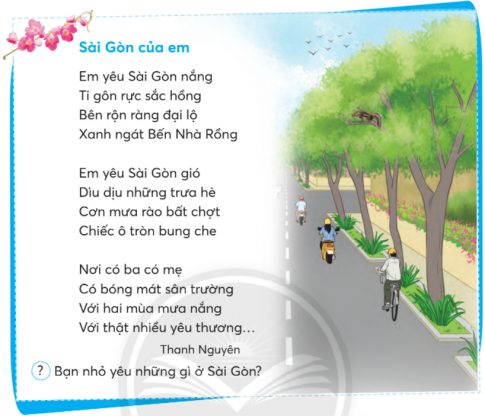 Sài Gòn của em
Em yêu Sài Gòn nắng
Ti gôn rực sắc hồng
Bên rộn ràng đại lộ
Xanh ngát Bến Nhà Rồng
Em yêu Sài Gòn gió
Dìu dịu những trưa hè
Cơn mưa rào bất chợt
Chiếc ô tròn bung che
Nơi có ba có mẹ
Có bóng mát sân trường
Với hai mùa mưa nắng
Với thật nhiều yêu thương...
Thanh Nguyên
? Bạn nhỏ yêu những gì ở Sài Gòn?